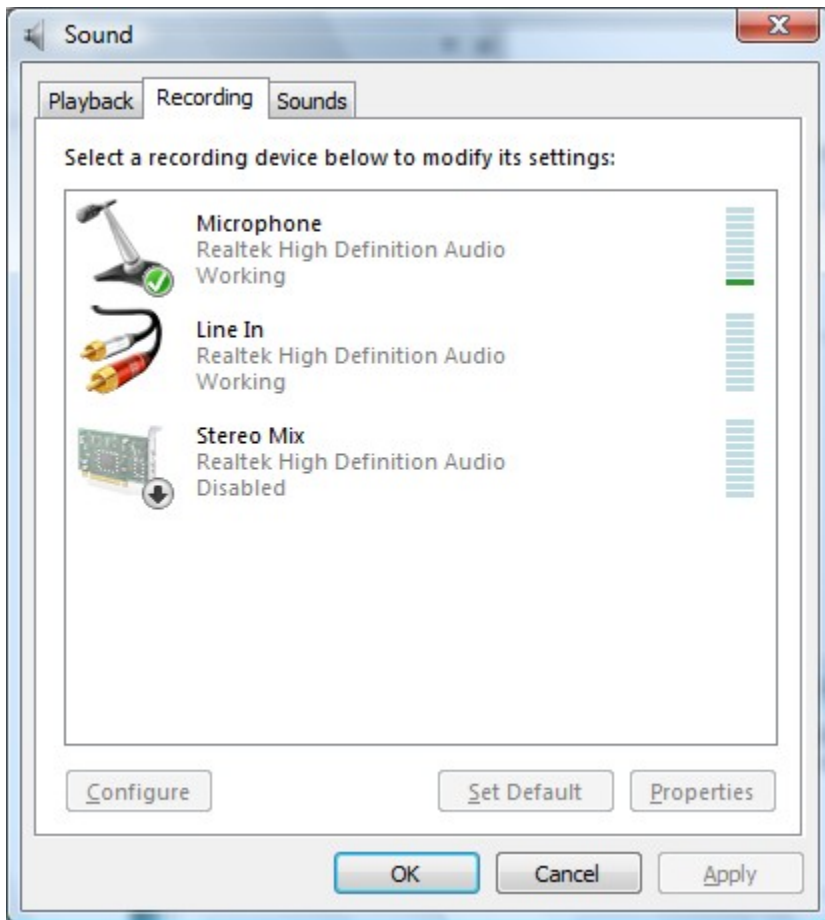 Sound
Playback Recording Sounds
Select a recording device below to modify its settings:
Microphone
Realtek High Definition Audio
Working
Line In
Realtek High Definition Audio
Working
Stereo Mix
Realtek High Definition Audio
Disabled
Configure Set Default Properties
OK Cancel Apply